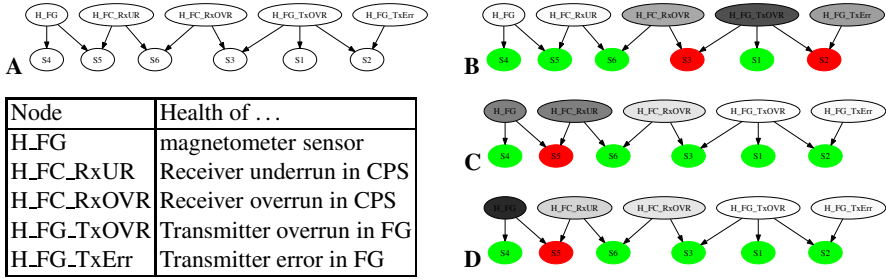 H_FG H_FC_RxUR H_FC_RxOVR H_FG_TxOVR H_FG_TxErr
S4 S5 S6 S3 S1 S2
A
Node Health of ...
H_FG magnetometer sensor
H_FC_RxUR Receiver underrun in CPS
H_FC_RxOVR Receiver overrun in CPS
H_FG_TxOVR Transmitter overrun in FG
H_FG_TxErr Transmitter error in FG
H_FG H_FC_RxUR H_FC_RxOVR H_FG_TxOVR H_FG_TxErr
S4 S5 S6 S3 S1 S2
B
H_FG H_FC_RxUR H_FC_RxOVR H_FG_TxOVR H_FG_TxErr
S4 S5 S6 S3 S1 S2
C
H_FG H_FC_RxUR H_FC_RxOVR H_FG_TxOVR H_FG_TxErr
S4 S5 S6 S3 S1 S2
D